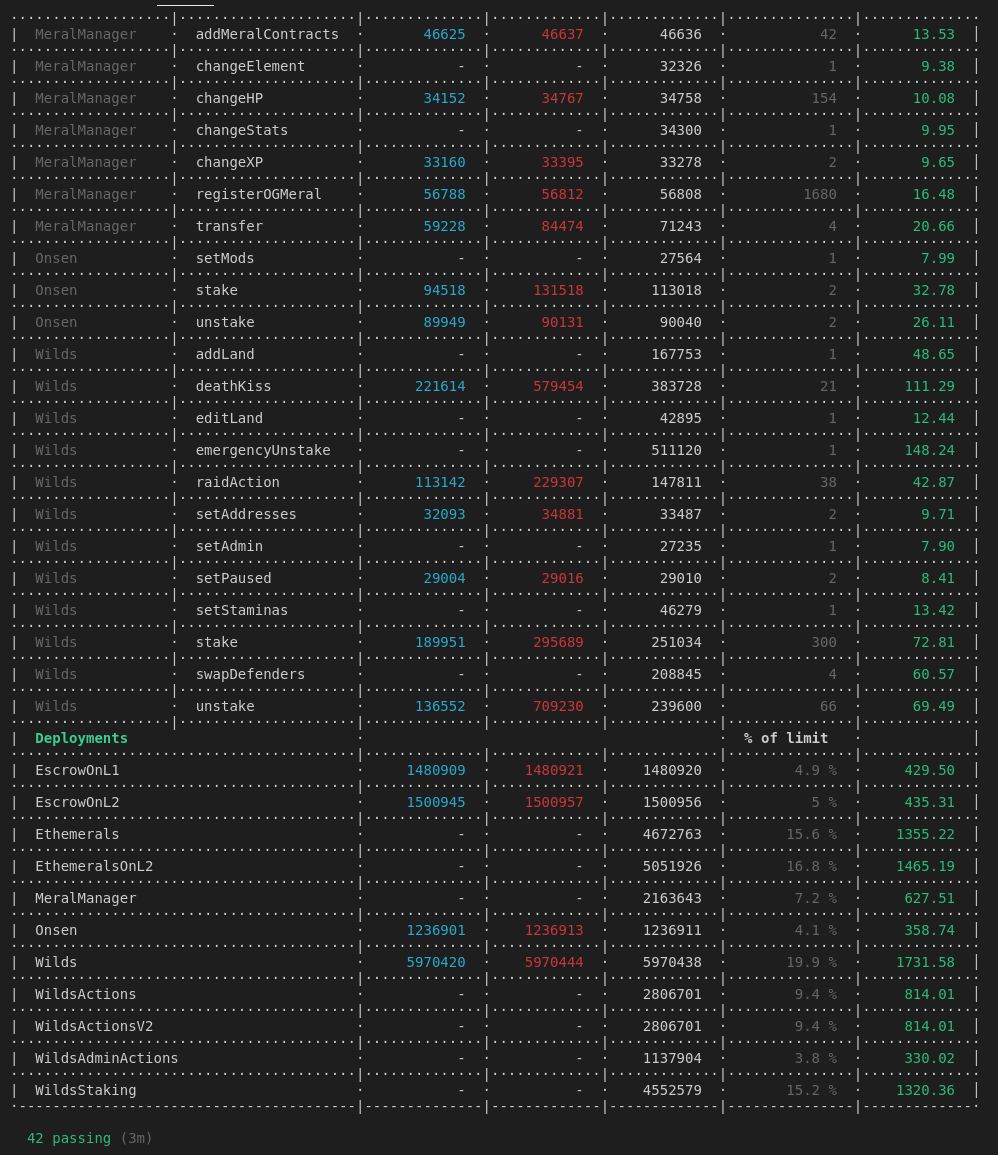 | MeralManager · addMeralContracts · 46625 · 46637 · 46636 · 42 · 13.53 |
| MeralManager · changeElement · - · - · 32326 · 1 · 9.38 |
| MeralManager · changeHP · 34152 · 34767 · 34758 · 154 · 10.08 |
| MeralManager · changeStats · - · - · 34300 · 1 · 9.95 |
| MeralManager · changeXP · 33160 · 33395 · 33278 · 2 · 9.65 |
| MeralManager · registerOGMeral · 56788 · 56812 · 56808 · 1680 · 16.48 |
| MeralManager · transfer · 59228 · 84474 · 71243 · 4 · 20.66 |
| Onsen · setMods · - · - · 27564 · 1 · 7.99 |
| Onsen · stake · 94518 · 131518 · 113018 · 2 · 32.78 |
| Onsen · unstake · 89949 · 90131 · 90040 · 2 · 26.11 |
| Wilds · addLand · - · - · 167753 · 1 · 48.65 |
| Wilds · deathKiss · 221614 · 579454 · 383728 · 21 · 111.29 |
| Wilds · editLand · - · - · 42895 · 1 · 12.44 |
| Wilds · emergencyUnstake · - · - · 511120 · 1 · 148.24 |
| Wilds · raidAction · 113142 · 229307 · 147811 · 38 · 42.87 |
| Wilds · setAddresses · 32093 · 34881 · 33487 · 2 · 9.71 |
| Wilds · setAdmin · - · - · 27235 · 1 · 7.90 |
| Wilds · setPaused · 29004 · 29016 · 29010 · 2 · 8.41 |
| Wilds · setStaminas · - · - · 46279 · 1 · 13.42 |
| Wilds · stake · 189951 · 295689 · 251034 · 300 · 72.81 |
| Wilds · swapDefenders · - · - · 208845 · 4 · 60.57 |
| Wilds · unstake · 136552 · 709230 · 239600 · 66 · 69.49 |
| Deployments · · % of limit · |
| EscrowOnL1 · 1480909 · 1480921 · 1480920 · 4.9 % · 429.50 |
| EscrowOnL2 · 1500945 · 1500957 · 1500956 · 5 % · 435.31 |
| Ethemerals · - · - · 4672763 · 15.6 % · 1355.22 |
| EthemeralsOnL2 · - · - · 5051926 · 16.8 % · 1465.19 |
| MeralManager · - · - · 2163643 · 7.2 % · 627.51 |
| Onsen · 1236901 · 1236913 · 1236911 · 4.1 % · 358.74 |
| Wilds · 5970420 · 5970444 · 5970438 · 19.9 % · 1731.58 |
| WildsActions · - · - · 2806701 · 9.4 % · 814.01 |
| WildsActionsV2 · - · - · 2806701 · 9.4 % · 814.01 |
| WildsAdminActions · - · - · 1137904 · 3.8 % · 330.02 |
| WildsStaking · - · - · 4552579 · 15.2 % · 1320.36 |
42 passing (3m)